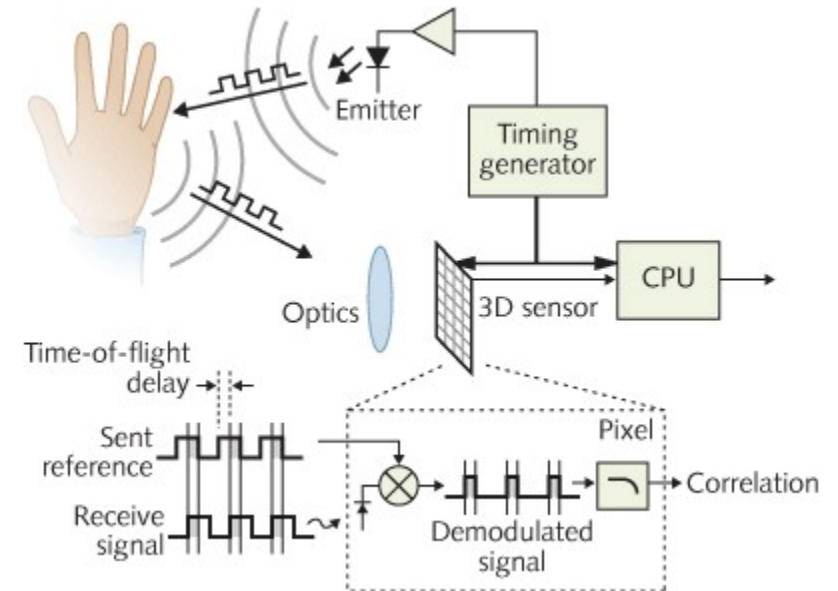 Emitter
Timing
generator
CPU
Optics
3D sensor
Time-of-flight
delay
Sent
reference
Receive
signal
Pixel
Correlation
Demodulated
signal